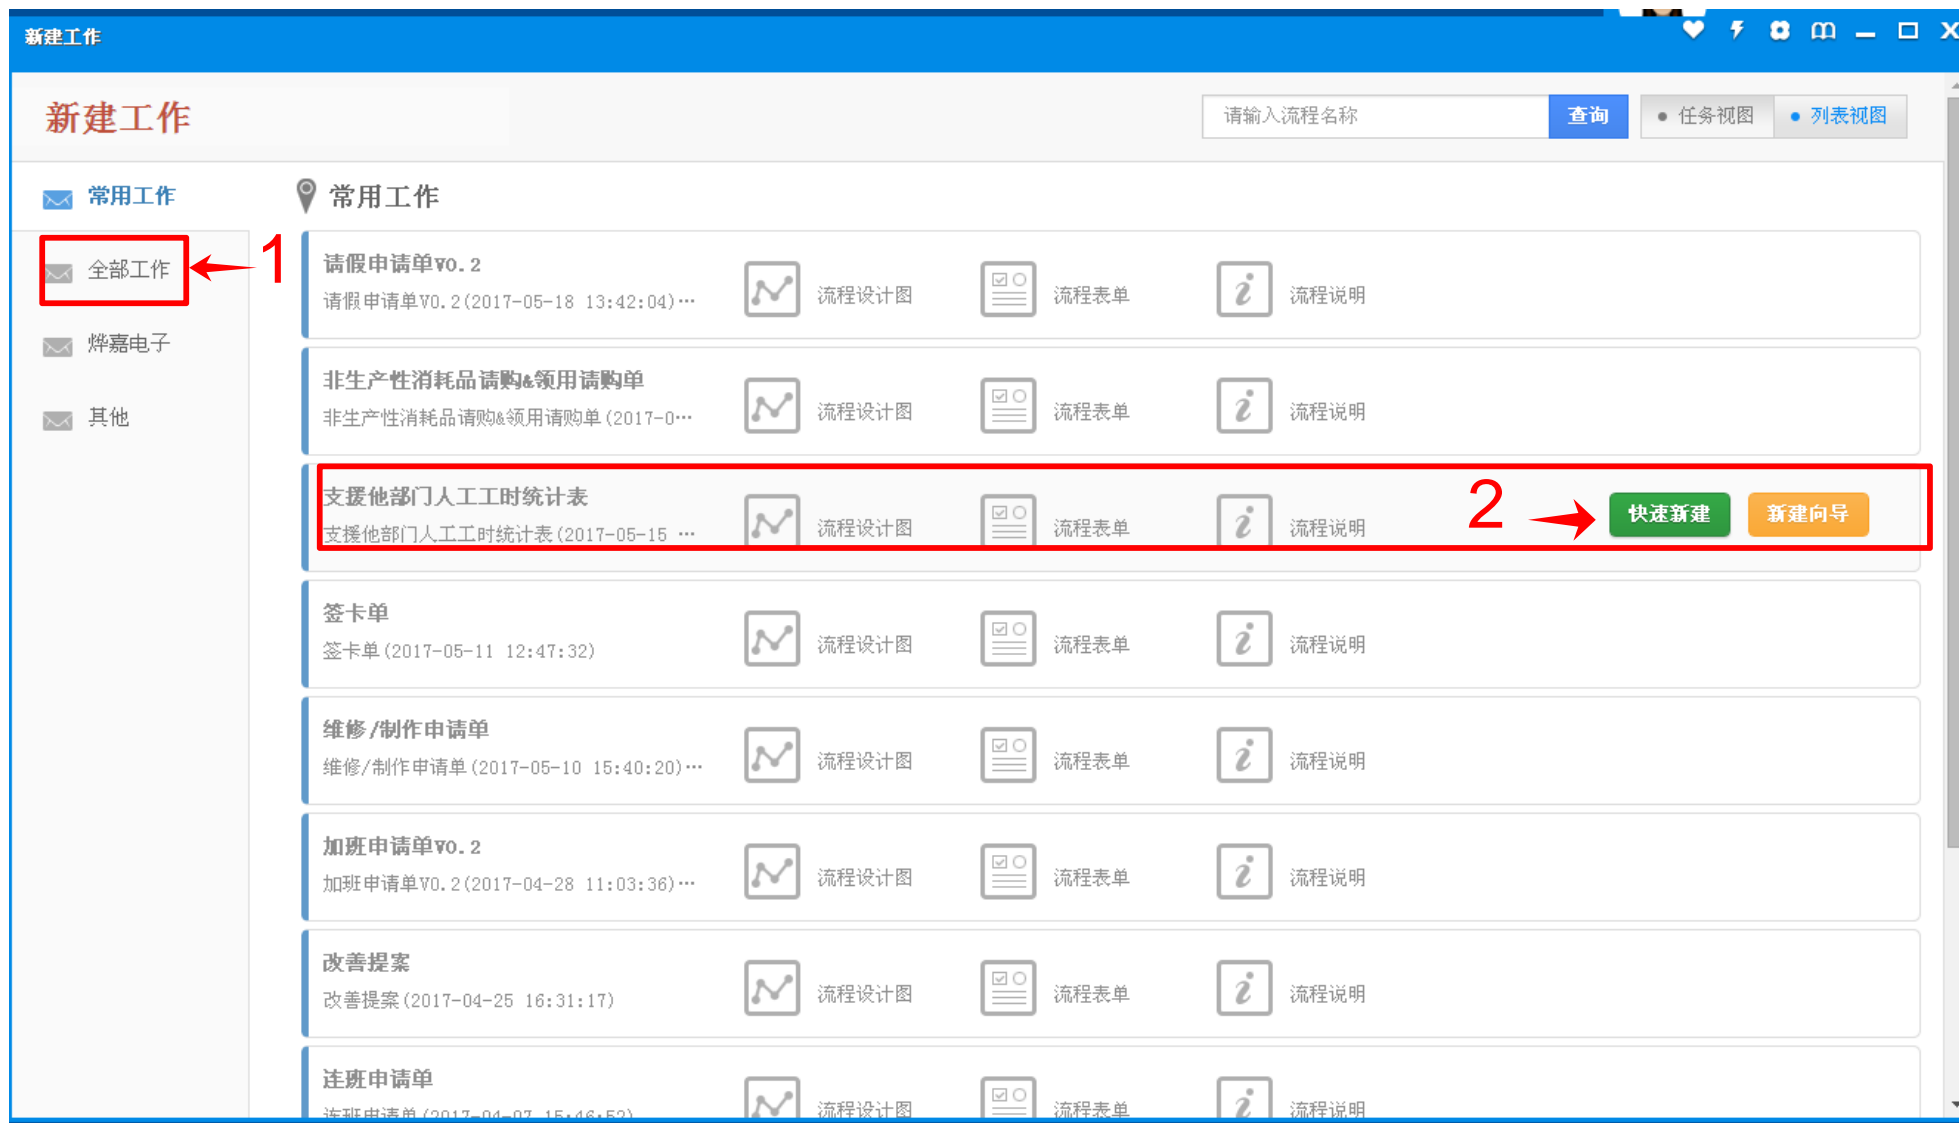 新建工作
新建工作
请输入流程名称 查询 任务视图 列表视图
常用工作
全部工作
烨嘉电子
其他
1
常用工作
请假申请单V0.2
请假申请单V0.2(2017-05-18 13:42:04)… 流程设计图 流程表单 流程说明
非生产性消耗品请购&领用请购单
非生产性消耗品请购&领用请购单(2017-0… 流程设计图 流程表单 流程说明
支援他部门人工工时统计表
支援他部门人工工时统计表(2017-05-15 … 流程设计图 流程表单 流程说明
2 快速新建 新建向导
签卡单
签卡单(2017-05-11 12:47:32) 流程设计图 流程表单 流程说明
维修/制作申请单
维修/制作申请单(2017-05-10 15:40:20)… 流程设计图 流程表单 流程说明
加班申请单V0.2
加班申请单V0.2(2017-04-28 11:03:36)… 流程设计图 流程表单 流程说明
改善提案
改善提案(2017-04-25 16:31:17) 流程设计图 流程表单 流程说明
连班申请单
连班申请单(2017-04-07 15:46:52) 流程设计图 流程表单 流程说明